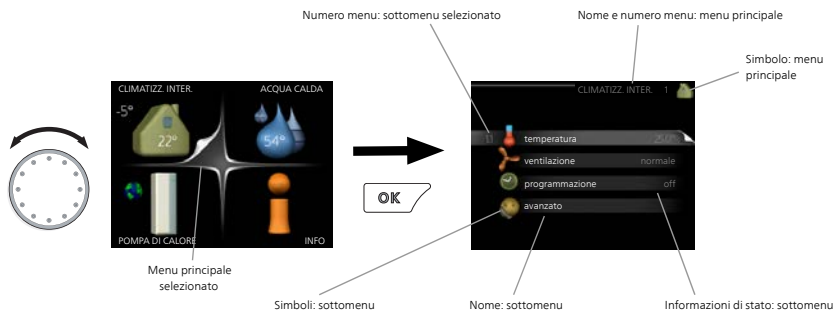 Numero menu: sottomenu selezionato
Nome e numero menu: menu principale
Simbolo: menu
principale
CLIMATIZZ. INTER.
ACQUA CALDA
-5°
22°
54°
POMPA DI CALORE
INFO
OK
CLIMATIZZ. INTER. 1
1.1 temperatura
ventilazione normale
programmazione off
avanzato
Menu principale
selezionato
Simboli: sottomenu
Nome: sottomenu
Informazioni di stato: sottomenu